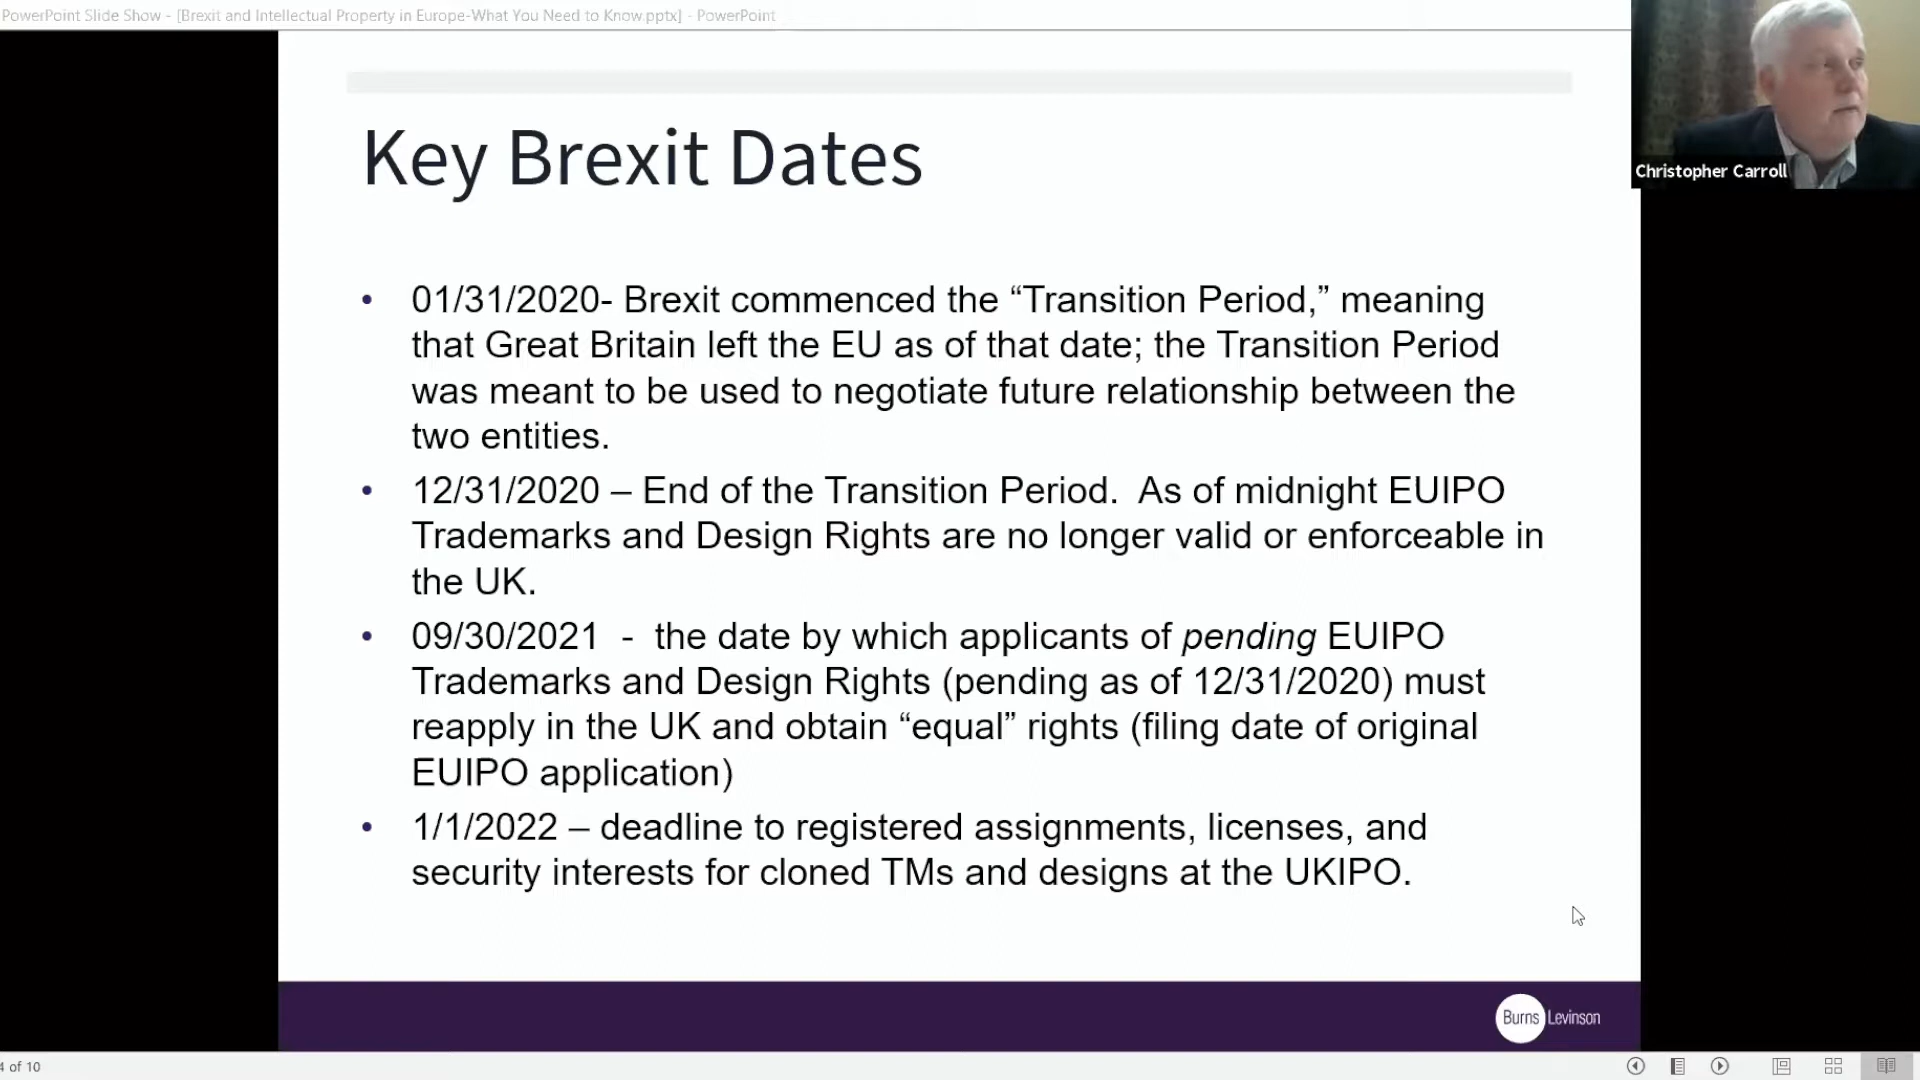 PowerPoint Slide Show - [Brexit and Intellectual Property in Europe-What You Need to Know.pptx] - PowerPoint
Christopher Carroll
Key Brexit Dates
• 01/31/2020- Brexit commenced the “Transition Period,” meaning
that Great Britain left the EU as of that date; the Transition Period
was meant to be used to negotiate future relationship between the
two entities.
• 12/31/2020 – End of the Transition Period.  As of midnight EUIPO
Trademarks and Design Rights are no longer valid or enforceable in
the UK.
• 09/30/2021  -  the date by which applicants of pending EUIPO
Trademarks and Design Rights (pending as of 12/31/2020) must
reapply in the UK and obtain “equal” rights (filing date of original
EUIPO application)
• 1/1/2022 – deadline to registered assignments, licenses, and
security interests for cloned TMs and designs at the UKIPO.
Burns Levinson
4 of 10